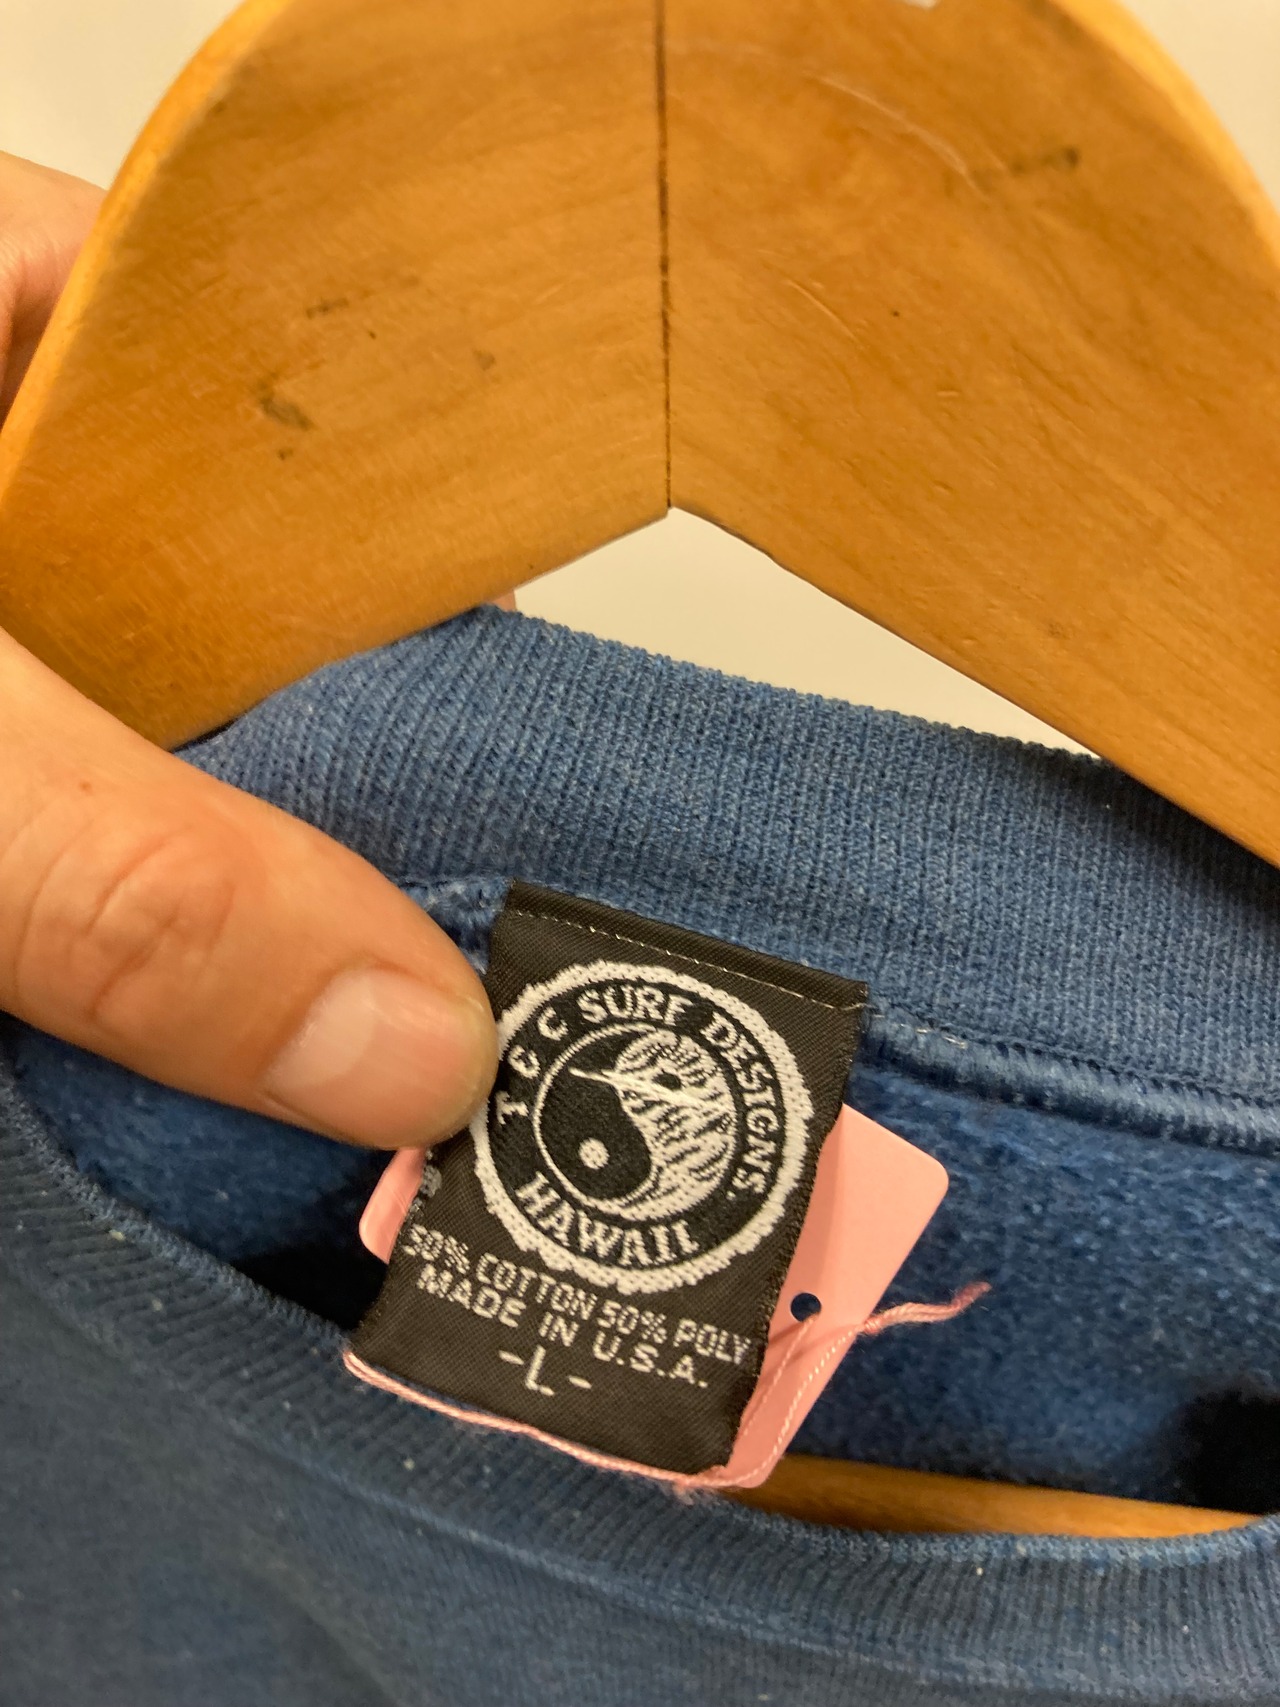 T C C SURF DESIGNS.
HAWAII
50% COTTON 50% POLY
MADE IN U.S.A.
-L-